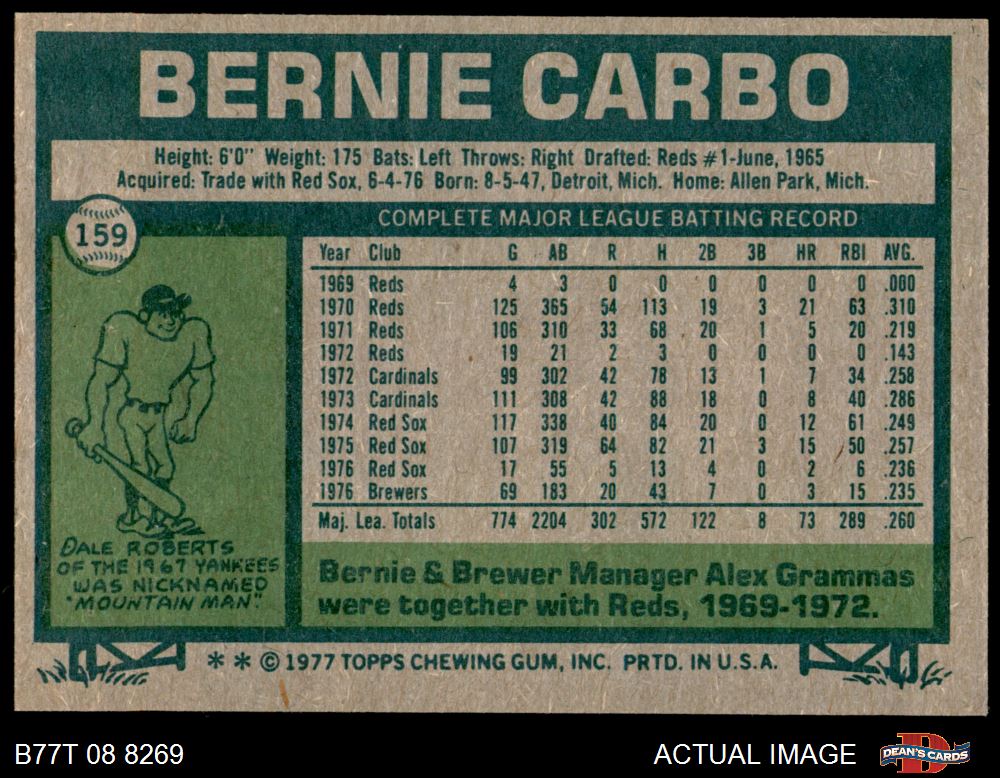 BERNIE CARBO
Height: 6'0" Weight: 175 Bats: Left Throws: Right Drafted: Reds #1-June, 1965
Acquired: Trade with Red Sox, 6-4-76 Born: 8-5-47, Detroit, Mich. Home: Allen Park, Mich.
159
COMPLETE MAJOR LEAGUE BATTING RECORD
Year Club G AB R H 2B 3B HR RBI AVG.
1969 Reds 4 3 0 0 0 0 0 0 .000
1970 Reds 125 365 54 113 19 3 21 63 .310
1971 Reds 106 310 33 68 20 1 5 20 .219
1972 Reds 19 21 2 3 0 0 0 0 .143
1972 Cardinals 99 302 42 78 13 1 7 34 .258
1973 Cardinals 111 308 42 88 18 0 8 40 .286
1974 Red Sox 117 338 40 84 20 0 12 61 .249
1975 Red Sox 107 319 64 82 21 3 15 50 .257
1976 Red Sox 17 55 5 13 4 0 2 6 .236
1976 Brewers 69 183 20 43 7 0 3 15 .235
Maj. Lea. Totals 774 2204 302 572 122 8 73 289 .260
DALE ROBERTS
OF THE 1967 YANKEES
WAS NICKNAMED
"MOUNTAIN MAN."
Bernie & Brewer Manager Alex Grammas
were together with Reds, 1969-1972.
** © 1977 TOPPS CHEWING GUM, INC. PRTD. IN U.S.A.
B77T 08 8269
ACTUAL IMAGE
DEAN'S CARDS